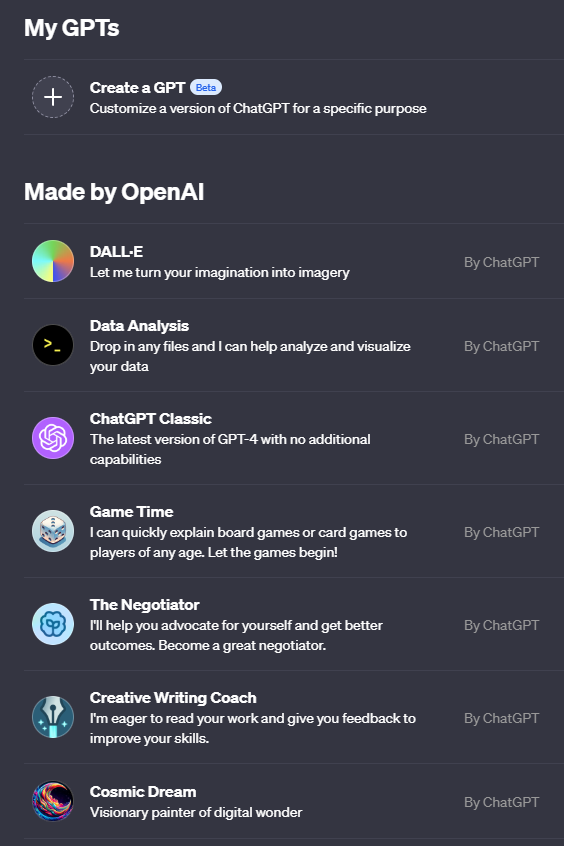 My GPTs
Create a GPT Beta
Customize a version of ChatGPT for a specific purpose
Made by OpenAI
DALL·E
Let me turn your imagination into imagery
By ChatGPT
>_
Data Analysis
Drop in any files and I can help analyze and visualize
your data
By ChatGPT
ChatGPT Classic
The latest version of GPT-4 with no additional
capabilities
By ChatGPT
Game Time
I can quickly explain board games or card games to
players of any age. Let the games begin!
By ChatGPT
The Negotiator
I'll help you advocate for yourself and get better
outcomes. Become a great negotiator.
By ChatGPT
Creative Writing Coach
I'm eager to read your work and give you feedback to
improve your skills.
By ChatGPT
Cosmic Dream
Visionary painter of digital wonder
By ChatGPT